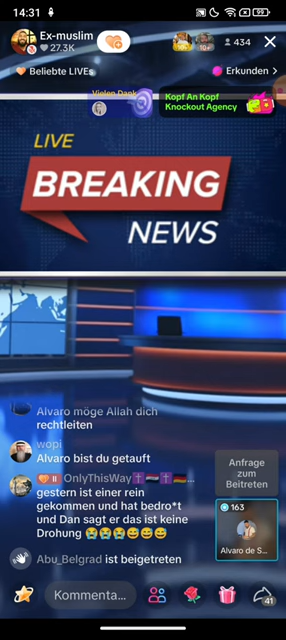 14:31
99
Ex-muslim
27.3K
10+
434
Beliebte LIVEs
Erkunden >
Vielen Dank
Kopf An Kopf
Knockout Agency
LIVE
BREAKING
NEWS
Alvaro möge Allah dich
rechtleiten
wopi
Alvaro bist du getauft
OnlyThisWay✝️🇸🇾✝️🇩🇪...
gestern ist einer rein
gekommen und hat bedro*t
und Dan sagt er das ist keine
Drohung 😭😭😭😅😅😅
Abu_Belgrad ist beigetreten
Anfrage
zum
Beitreten
163
Alvaro de S...
Kommenta...
41